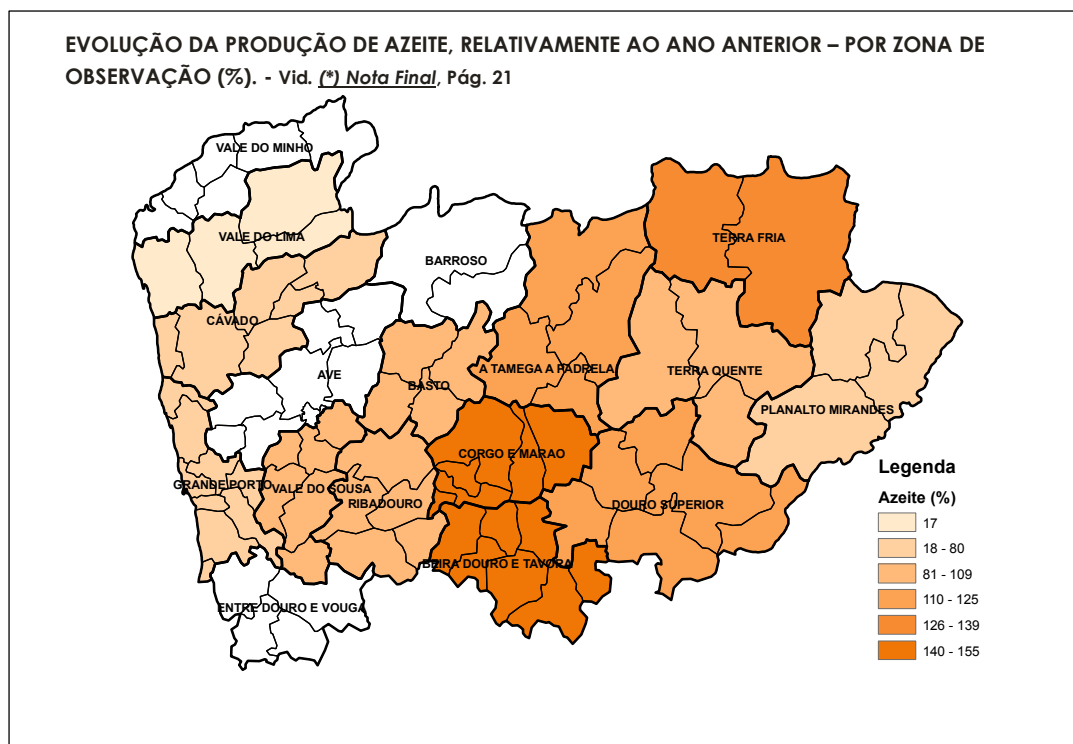 EVOLUÇÃO DA PRODUÇÃO DE AZEITE, RELATIVAMENTE AO ANO ANTERIOR – POR ZONA DE
OBSERVAÇÃO (%). - Vid. (*) Nota Final, Pág. 21
VALE DO MINHO
VALE DO LIMA
TERRA FRIA
BARROSO
CÁVADO
AVE
BASTO
A TAMEGA A PADRELA
TERRA QUENTE
PLANALTO MIRANDES
CORGO E MARAO
GRANDE PORTO
VALE DO SOUSA
RIBADOURO
DOURO SUPERIOR
BEIRA DOURO E TAVORA
ENTRE DOURO E VOUGA
Legenda
Azeite (%)
17
18 - 80
81 - 109
110 - 125
126 - 139
140 - 155